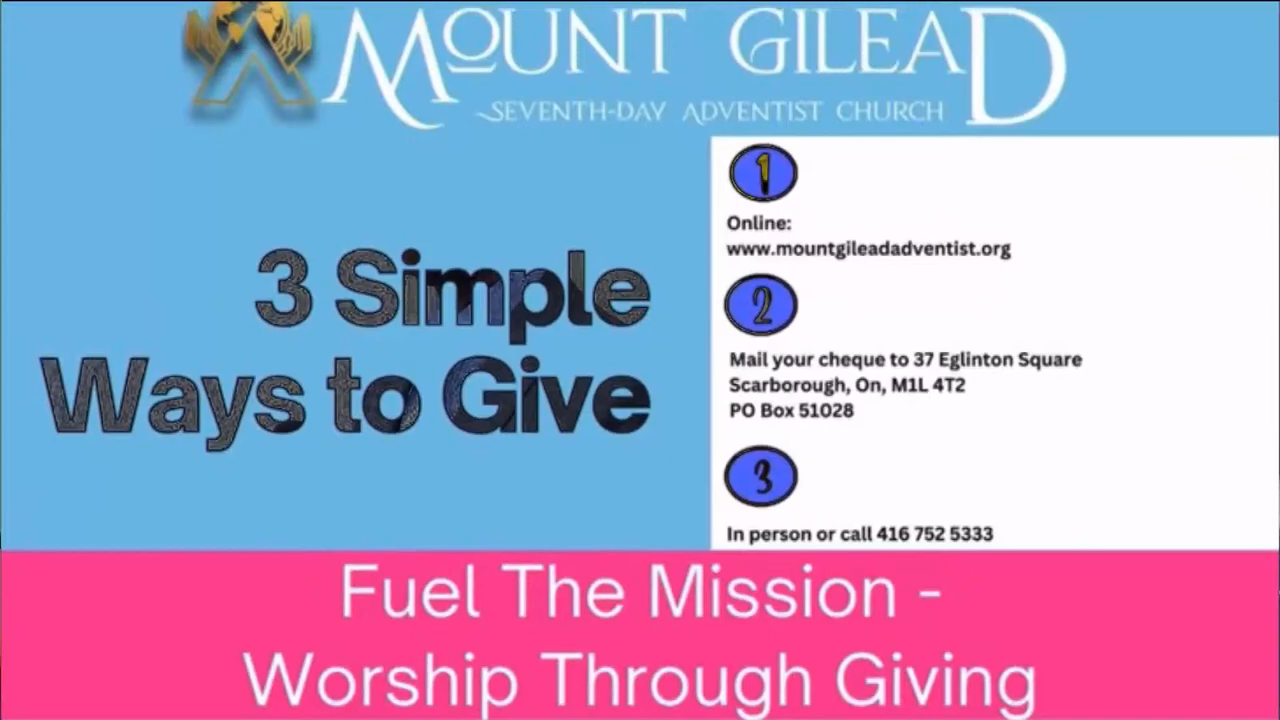 MOUNT GILEAD
SEVENTH-DAY ADVENTIST CHURCH
3 Simple
Ways to Give
1
Online:
www.mountgileadadventist.org
2
Mail your cheque to 37 Eglinton Square
Scarborough, On, M1L 4T2
PO Box 51028
3
In person or call 416 752 5333
Fuel The Mission -
Worship Through Giving